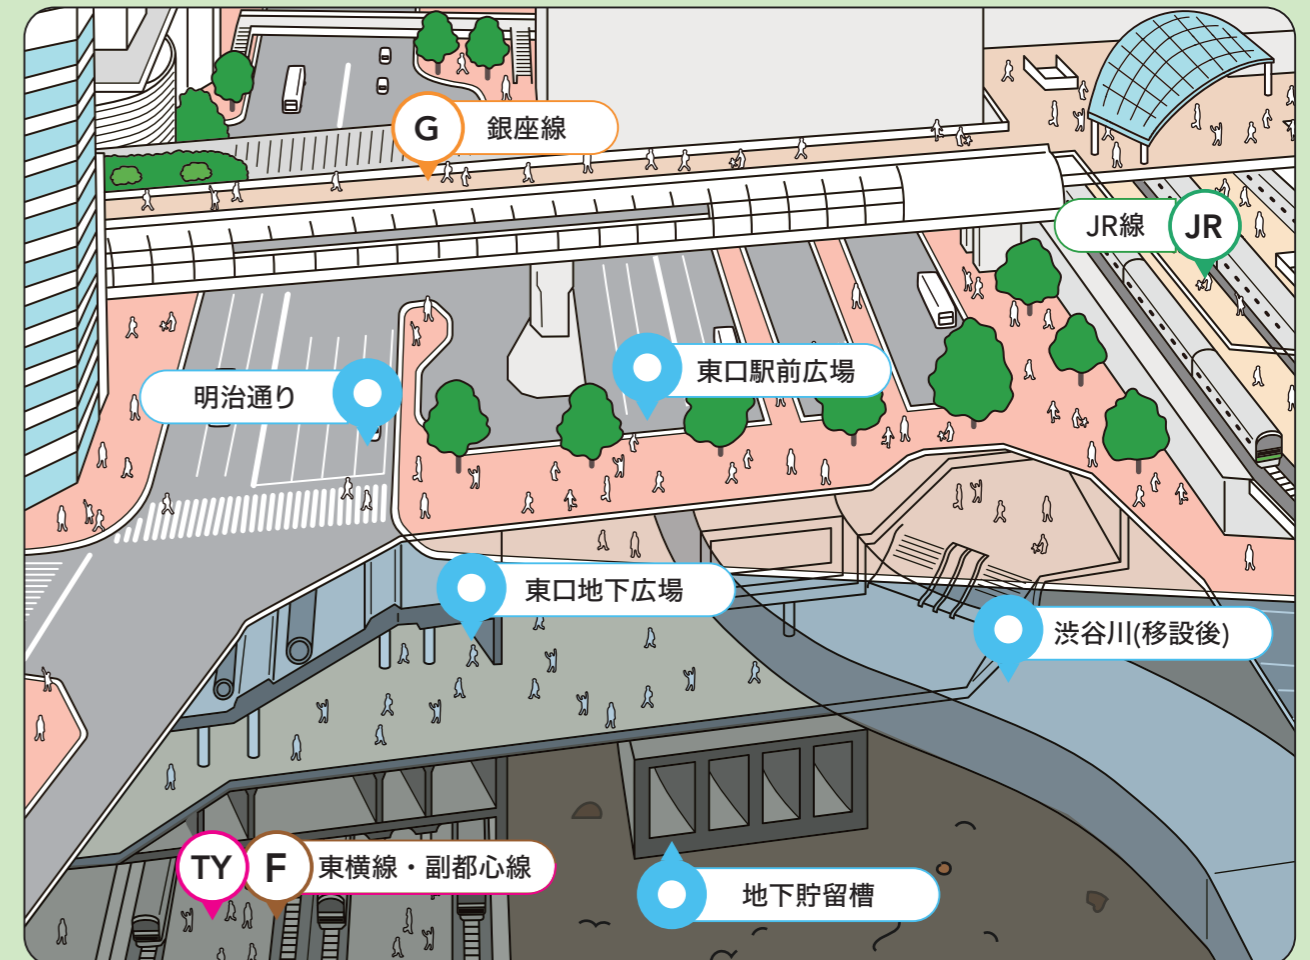 G 銀座線
JR線 JR
東口駅前広場
明治通り
東口地下広場
渋谷川(移設後)
TY F 東横線・副都心線
地下貯留槽